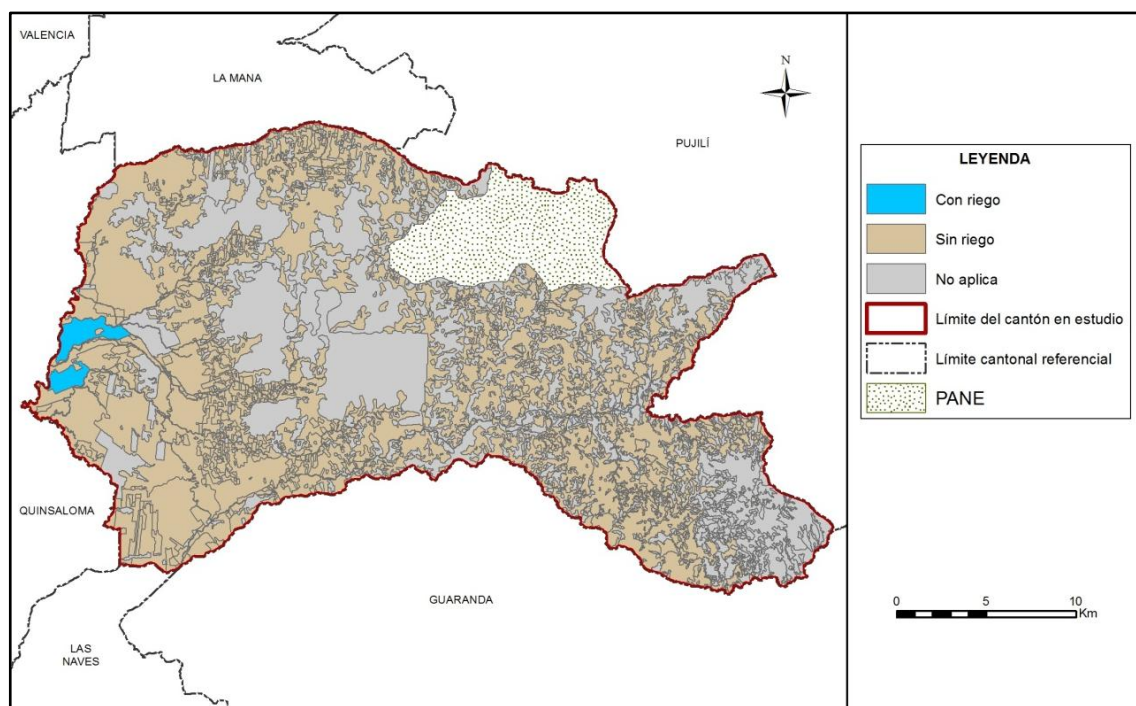 VALENCIA
LA MANA
N
PUJILÍ
QUINSALOMA
GUARANDA
LAS
NAVES
LEYENDA
Con riego
Sin riego
No aplica
Límite del cantón en estudio
Límite cantonal referencial
PANE
0 5 10
Km